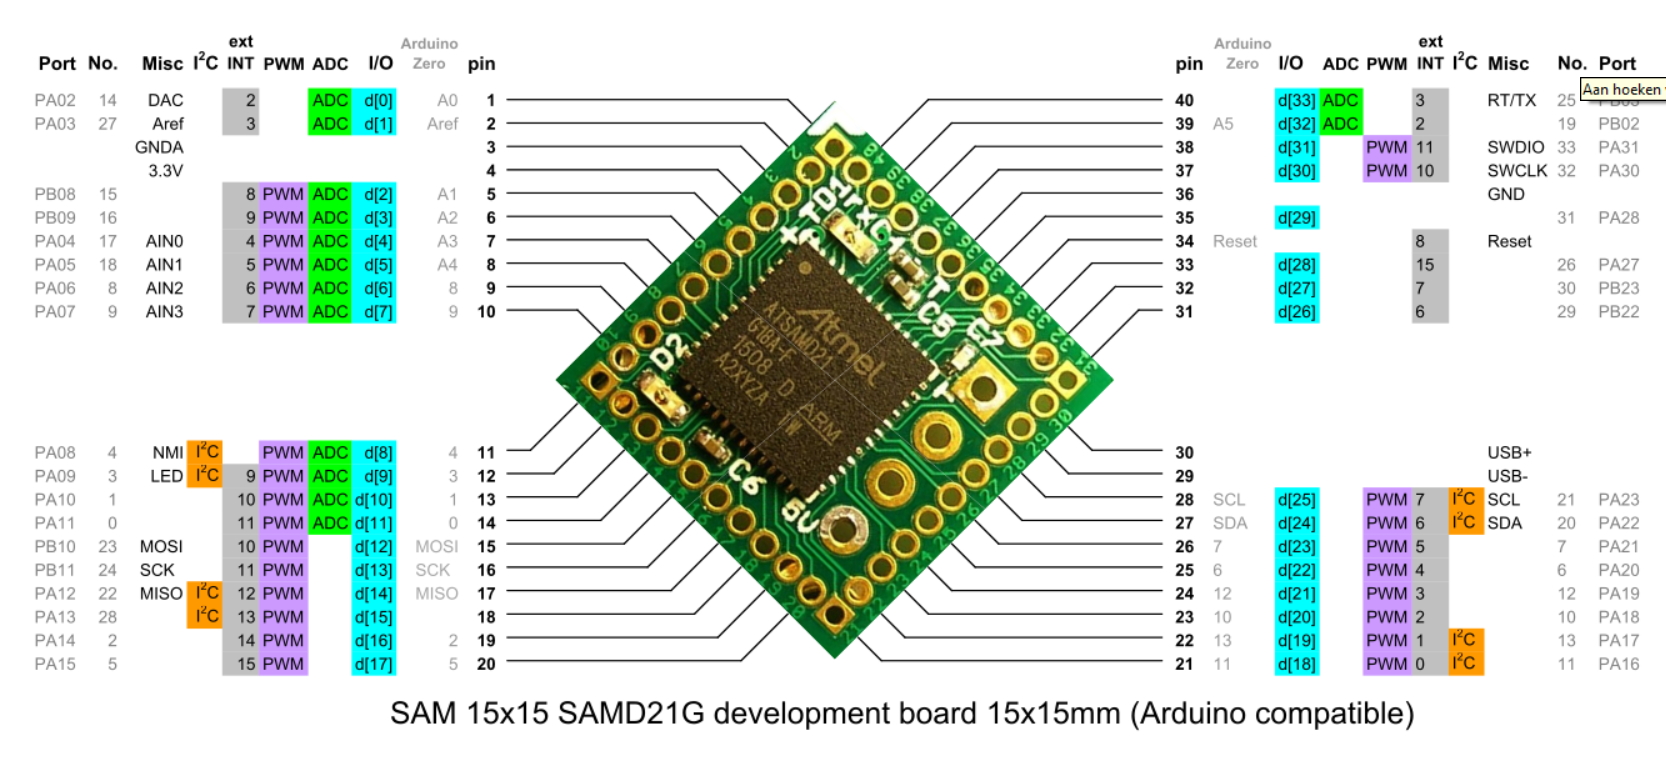 ext Arduino
Port No. Misc I²C INT PWM ADC I/O Zero pin
PA02 14 DAC 2 ADC d[0] A0 1
PA03 27 Aref 3 ADC d[1] Aref 2
GNDA 3
3.3V 4
PB08 15 8 PWM ADC d[2] A1 5
PB09 16 9 PWM ADC d[3] A2 6
PA04 17 AIN0 4 PWM ADC d[4] A3 7
PA05 18 AIN1 5 PWM ADC d[5] A4 8
PA06 8 AIN2 6 PWM ADC d[6] 8 9
PA07 9 AIN3 7 PWM ADC d[7] 9 10
PA08 4 NMI I²C PWM ADC d[8] 4 11
PA09 3 LED I²C 9 PWM ADC d[9] 3 12
PA10 1 10 PWM ADC d[10] 1 13
PA11 0 11 PWM ADC d[11] 0 14
PB10 23 MOSI 10 PWM d[12] MOSI 15
PB11 24 SCK 11 PWM d[13] SCK 16
PA12 22 MISO I²C 12 PWM d[14] MISO 17
PA13 28 I²C 13 PWM d[15] 18
PA14 2 14 PWM d[16] 2 19
PA15 5 15 PWM d[17] 5 20
D2
C6
5V
C5
C7
Atmel
ATSAMD21
G18A-F
1508 D
A2XYZA
ARM
Arduino ext
pin Zero I/O ADC PWM INT I²C Misc No. Port
40 d[33] ADC 3 RT/TX 25
Aan hoeken
39 A5 d[32] ADC 2 19 PB02
38 d[31] PWM 11 SWDIO 33 PA31
37 d[30] PWM 10 SWCLK 32 PA30
36 GND
35 d[29] 31 PA28
34 Reset 8 Reset
33 d[28] 15 26 PA27
32 d[27] 7 30 PB23
31 d[26] 6 29 PB22
30 USB+
29 USB-
28 SCL d[25] PWM 7 I²C SCL 21 PA23
27 SDA d[24] PWM 6 I²C SDA 20 PA22
26 7 d[23] PWM 5 7 PA21
25 6 d[22] PWM 4 6 PA20
24 12 d[21] PWM 3 12 PA19
23 10 d[20] PWM 2 10 PA18
22 13 d[19] PWM 1 I²C 13 PA17
21 11 d[18] PWM 0 I²C 11 PA16
SAM 15x15 SAMD21G development board 15x15mm (Arduino compatible)